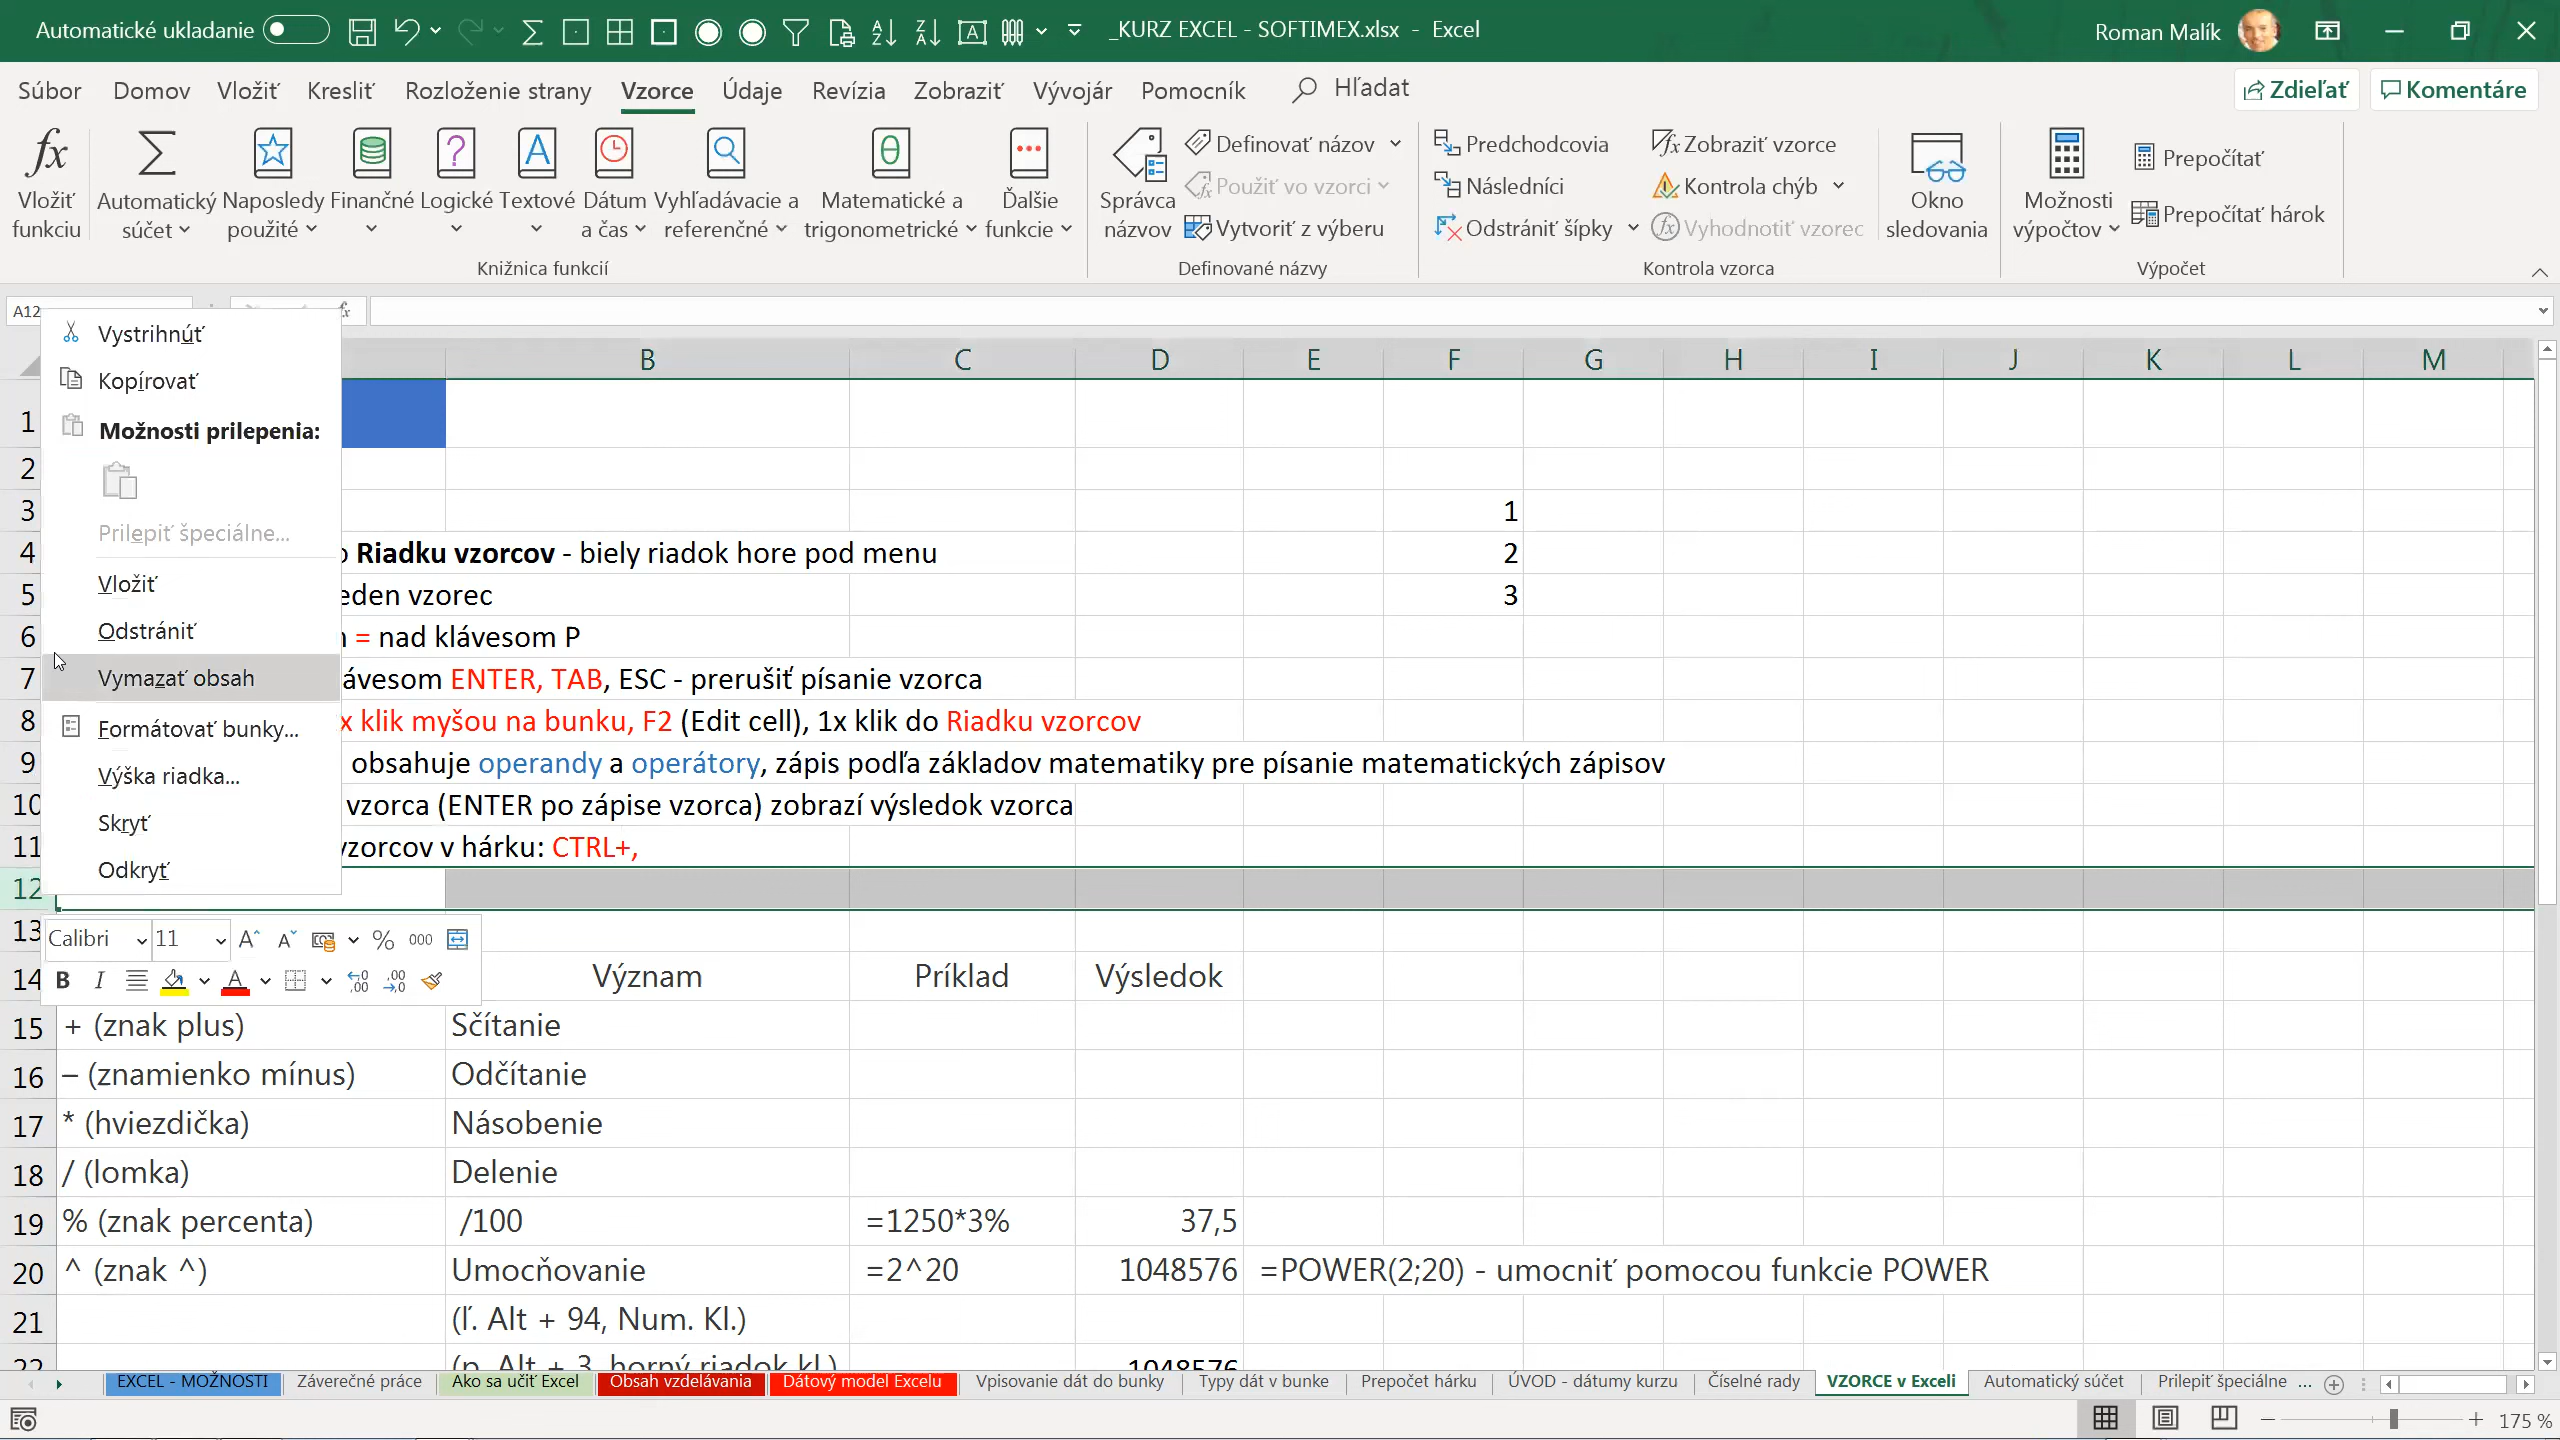 Automatické ukladanie
_KURZ EXCEL - SOFTIMEX.xlsx - Excel
Roman Malík
Súbor Domov Vložiť Kresliť Rozloženie strany Vzorce Údaje Revízia Zobraziť Vývojár Pomocník Hľadať
Zdieľať Komentáre
Vložiť funkciu
Automatický súčet
Naposledy použité
Finančné
Logické
Textové
Dátum a čas
Vyhľadávacie a referenčné
Matematické a trigonometrické
Ďalšie funkcie
Knižnica funkcií
Správca názvov
Definovať názov
Použiť vo vzorci
Vytvoriť z výberu
Definované názvy
Predchodcovia
Následníci
Odstrániť šípky
Zobraziť vzorce
Kontrola chýb
Vyhodnotiť vzorec
Kontrola vzorca
Okno sledovania
Možnosti výpočtov
Prepočítať
Prepočítať hárok
Výpočet
A12
Vystrihnúť
Kopírovať
Možnosti prilepenia:
Prilepiť špeciálne...
Vložiť
Odstrániť
Vymazať obsah
Formátovať bunky...
Výška riadka...
Skryť
Odkryť
B C D E F G H I J K L M
1
2
3 1
4 Riadku vzorcov - biely riadok hore pod menu 2
5 eden vzorec 3
6 = nad klávesom P
7 ávesom ENTER, TAB, ESC - prerušiť písanie vzorca
8 x klik myšou na bunku, F2 (Edit cell), 1x klik do Riadku vzorcov
9 obsahuje operandy a operátory, zápis podľa základov matematiky pre písanie matematických zápisov
10 vzorca (ENTER po zápise vzorca) zobrazí výsledok vzorca
11 vzorcov v hárku: CTRL+,
12
13
Calibri 11 % 000
B I A
14 Význam Príklad Výsledok
15 + (znak plus) Sčítanie
16 – (znamienko mínus) Odčítanie
17 * (hviezdička) Násobenie
18 / (lomka) Delenie
19 % (znak percenta) /100 =1250*3% 37,5
20 ^ (znak ^) Umocňovanie =2^20 1048576 =POWER(2;20) - umocniť pomocou funkcie POWER
21 (ľ. Alt + 94, Num. Kl.)
22 (p. Alt + 3, horný riadok kl.) 1048576
EXCEL - MOŽNOSTI Záverečné práce Ako sa učiť Excel Obsah vzdelávania Dátový model Excelu Vpisovanie dát do bunky Typy dát v bunke Prepočet hárku ÚVOD - dátumy kurzu Číselné rady VZORCE v Exceli Automatický súčet Prilepiť špeciálne ...
175 %